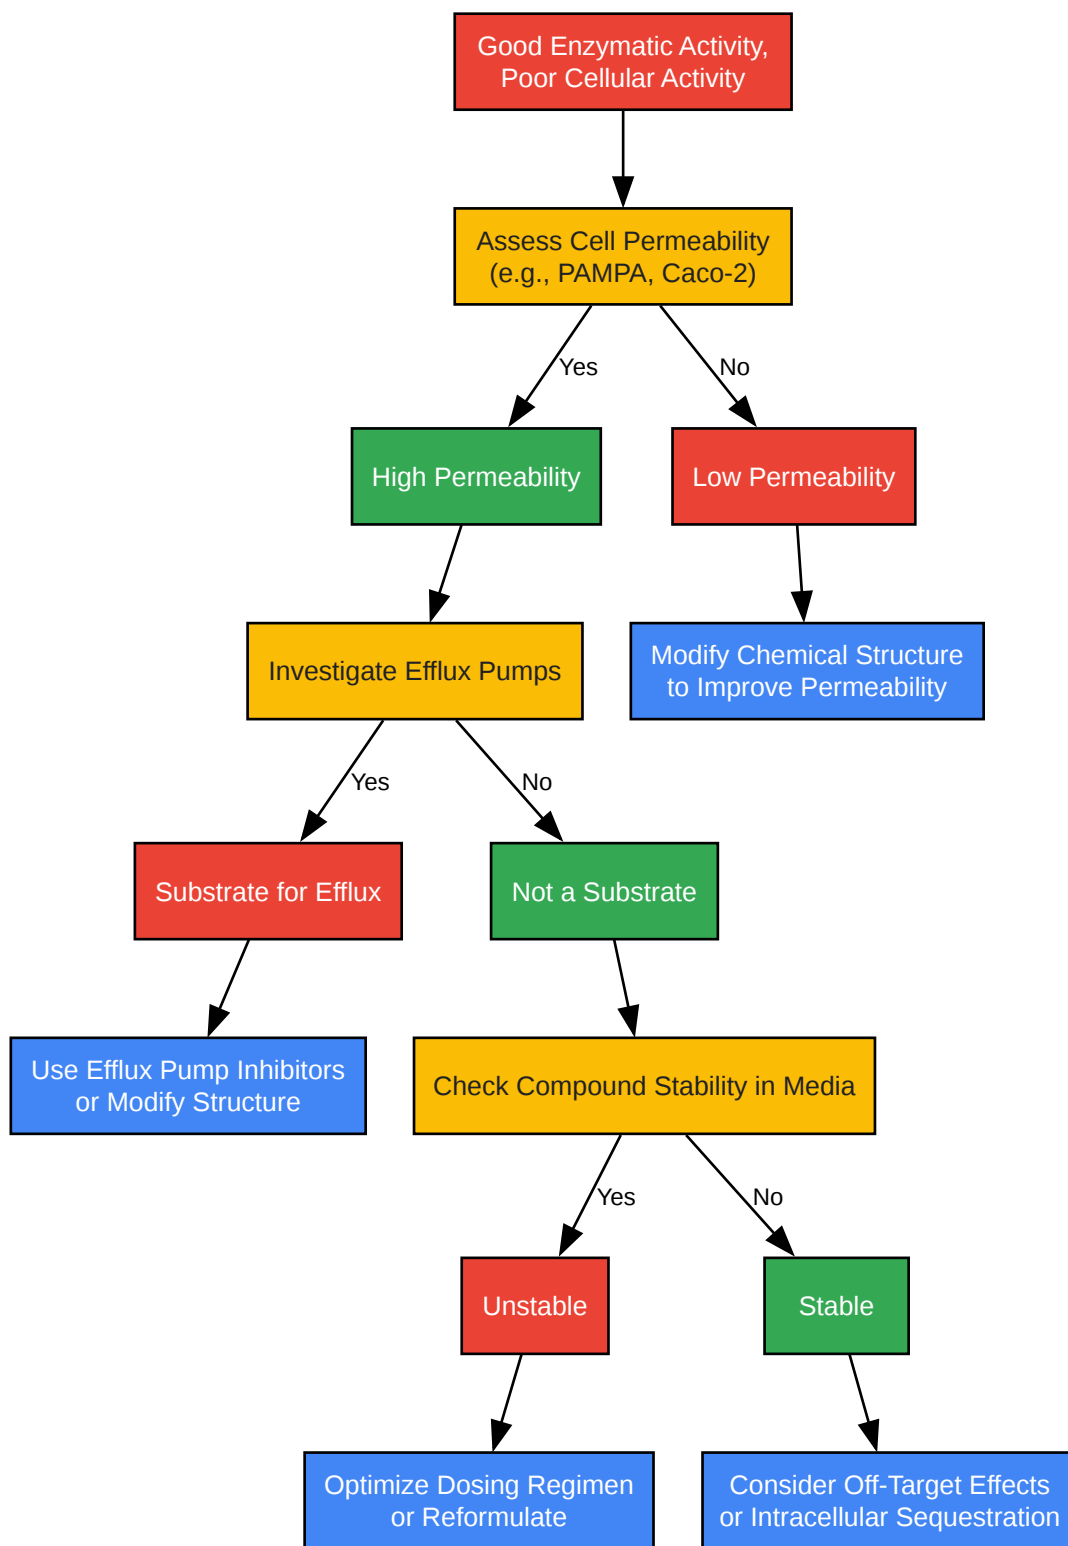 Good Enzymatic Activity,
Poor Cellular Activity
Assess Cell Permeability
(e.g., PAMPA, Caco-2)
Yes
No
High Permeability
Low Permeability
Modify Chemical Structure
to Improve Permeability
Investigate Efflux Pumps
Yes
No
Substrate for Efflux
Not a Substrate
Use Efflux Pump Inhibitors
or Modify Structure
Check Compound Stability in Media
Yes
No
Unstable
Stable
Optimize Dosing Regimen
or Reformulate
Consider Off-Target Effects
or Intracellular Sequestration